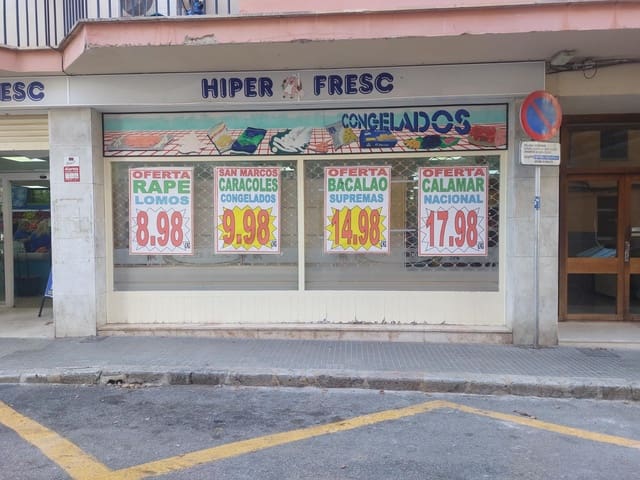 ESC
HIPER FRESC
CONGELADOS
OFERTA
RAPE
LOMOS
8.98
SAN MARCOS
CARACOLES
CONGELADOS
9.98
OFERTA
BACALAO
SUPREMAS
14.98
OFERTA
CALAMAR
NACIONAL
17.98